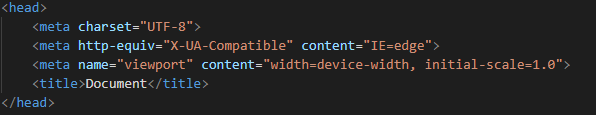 <head>
    <meta charset="UTF-8">
    <meta http-equiv="X-UA-Compatible" content="IE=edge">
    <meta name="viewport" content="width=device-width, initial-scale=1.0">
    <title>Document</title>
</head>